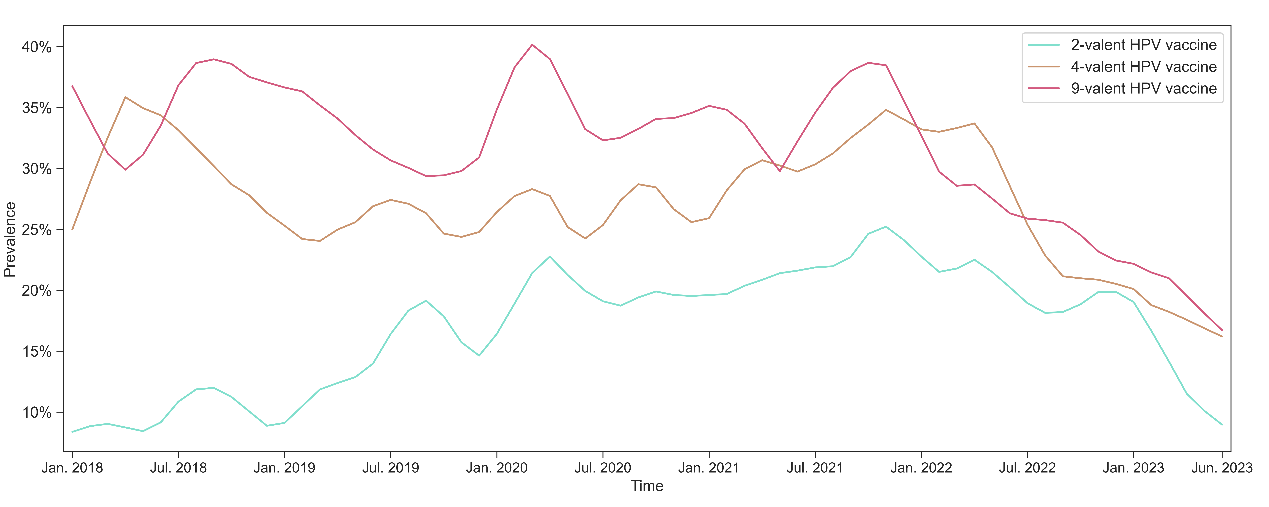 2-valent HPV vaccine
4-valent HPV vaccine
9-valent HPV vaccine
Prevalence
40%
35%
30%
25%
20%
15%
10%
Jan. 2018 Jul. 2018 Jan. 2019 Jul. 2019 Jan. 2020 Jul. 2020 Jan. 2021 Jul. 2021 Jan. 2022 Jul. 2022 Jan. 2023 Jun. 2023
Time